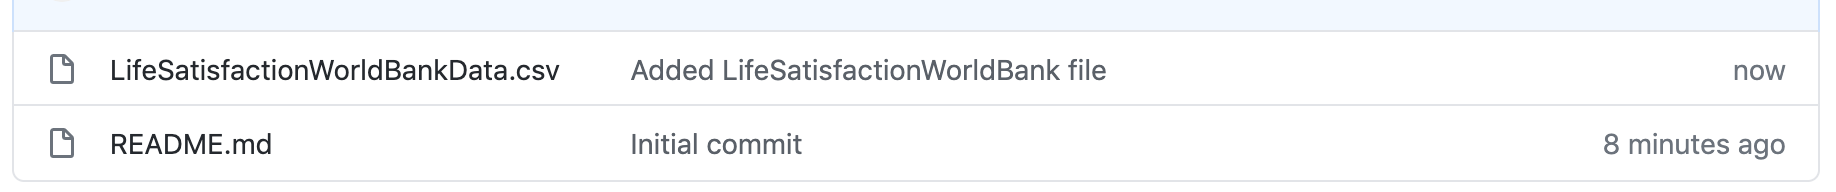 LifeSatisfactionWorldBankData.csv Added LifeSatisfactionWorldBank file now
README.md Initial commit 8 minutes ago